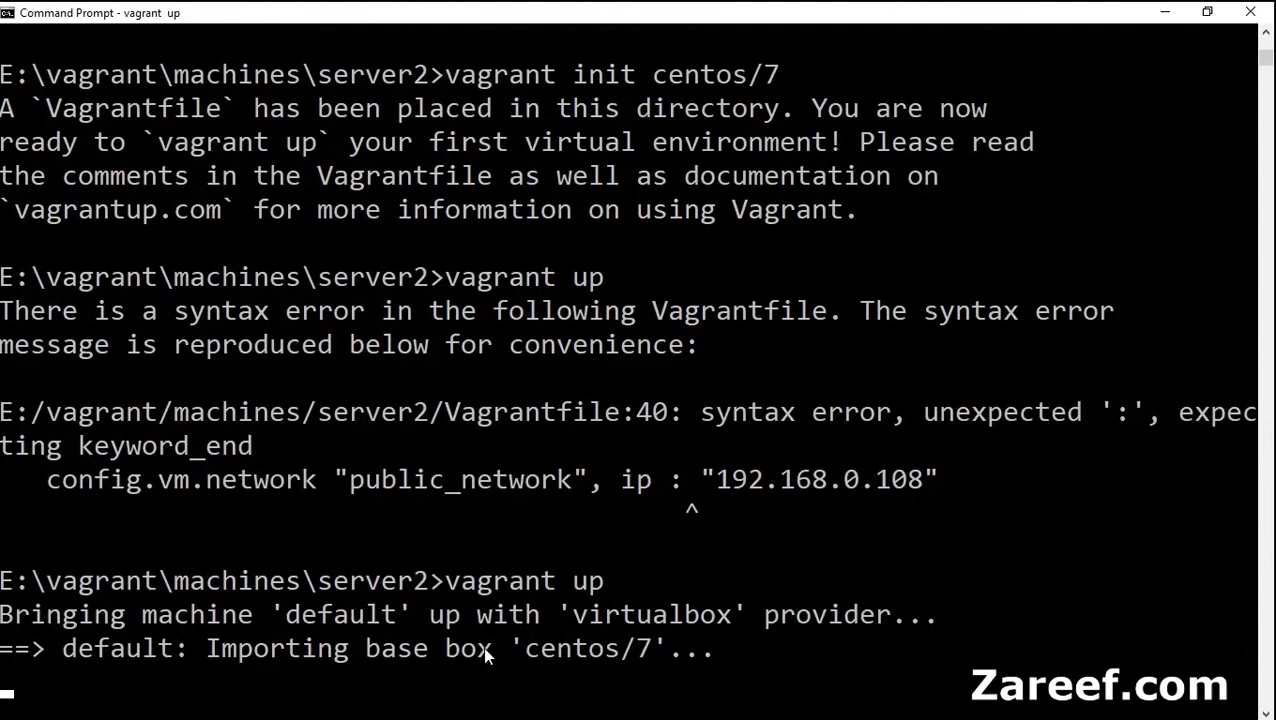 Command Prompt - vagrant  up
E:\vagrant\machines\server2>vagrant init centos/7
A `Vagrantfile` has been placed in this directory. You are now
ready to `vagrant up` your first virtual environment! Please read
the comments in the Vagrantfile as well as documentation on
`vagrantup.com` for more information on using Vagrant.
E:\vagrant\machines\server2>vagrant up
There is a syntax error in the following Vagrantfile. The syntax error
message is reproduced below for convenience:
E:/vagrant/machines/server2/Vagrantfile:40: syntax error, unexpected ':', expec
ting keyword_end
config.vm.network "public_network", ip : "192.168.0.108"
^
E:\vagrant\machines\server2>vagrant up
Bringing machine 'default' up with 'virtualbox' provider...
==> default: Importing base box 'centos/7'...
Zareef.com